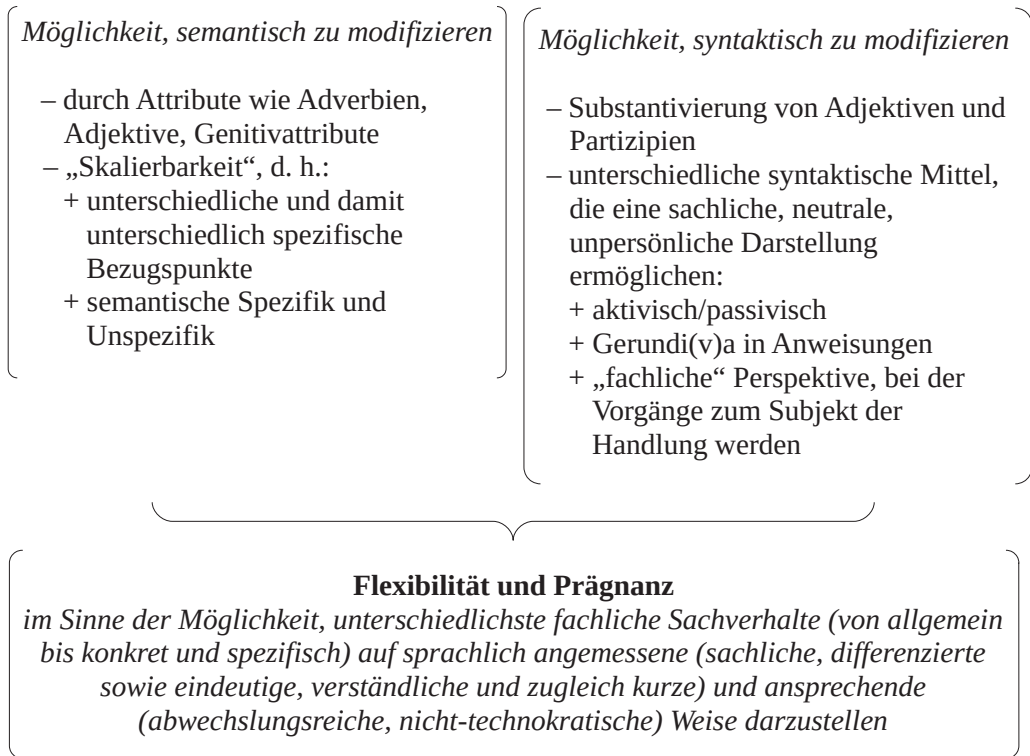 Möglichkeit, semantisch zu modifizieren
– durch Attribute wie Adverbien,
Adjektive, Genitivattribute
– „Skalierbarkeit“, d. h.:
+ unterschiedliche und damit
unterschiedlich spezifische
Bezugspunkte
+ semantische Spezifik und
Unspezifik
Möglichkeit, syntaktisch zu modifizieren
– Substantivierung von Adjektiven und
Partizipien
– unterschiedliche syntaktische Mittel,
die eine sachliche, neutrale,
unpersönliche Darstellung
ermöglichen:
+ aktivisch/passivisch
+ Gerundi(v)a in Anweisungen
+ „fachliche“ Perspektive, bei der
Vorgänge zum Subjekt der
Handlung werden
Flexibilität und Prägnanz
im Sinne der Möglichkeit, unterschiedlichste fachliche Sachverhalte (von allgemein
bis konkret und spezifisch) auf sprachlich angemessene (sachliche, differenzierte
sowie eindeutige, verständliche und zugleich kurze) und ansprechende
(abwechslungsreiche, nicht-technokratische) Weise darzustellen